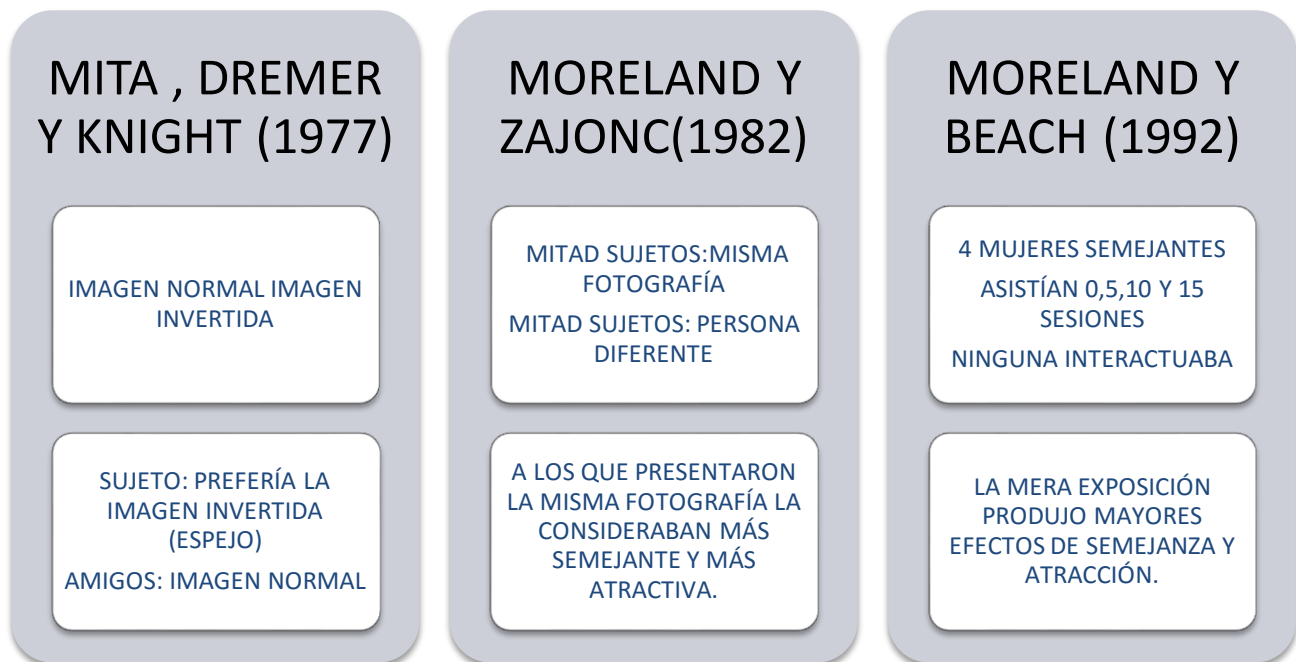 MITA , DREMER
Y KNIGHT (1977)
IMAGEN NORMAL IMAGEN
INVERTIDA
SUJETO: PREFERÍA LA
IMAGEN INVERTIDA
(ESPEJO)
AMIGOS: IMAGEN NORMAL
MORELAND Y
ZAJONC(1982)
MITAD SUJETOS:MISMA
FOTOGRAFÍA
MITAD SUJETOS: PERSONA
DIFERENTE
A LOS QUE PRESENTARON
LA MISMA FOTOGRAFÍA LA
CONSIDERABAN MÁS
SEMEJANTE Y MÁS
ATRACTIVA.
MORELAND Y
BEACH (1992)
4 MUJERES SEMEJANTES
ASISTÍAN 0,5,10 Y 15
SESIONES
NINGUNA INTERACTUABA
LA MERA EXPOSICIÓN
PRODUJO MAYORES
EFECTOS DE SEMEJANZA Y
ATRACCIÓN.